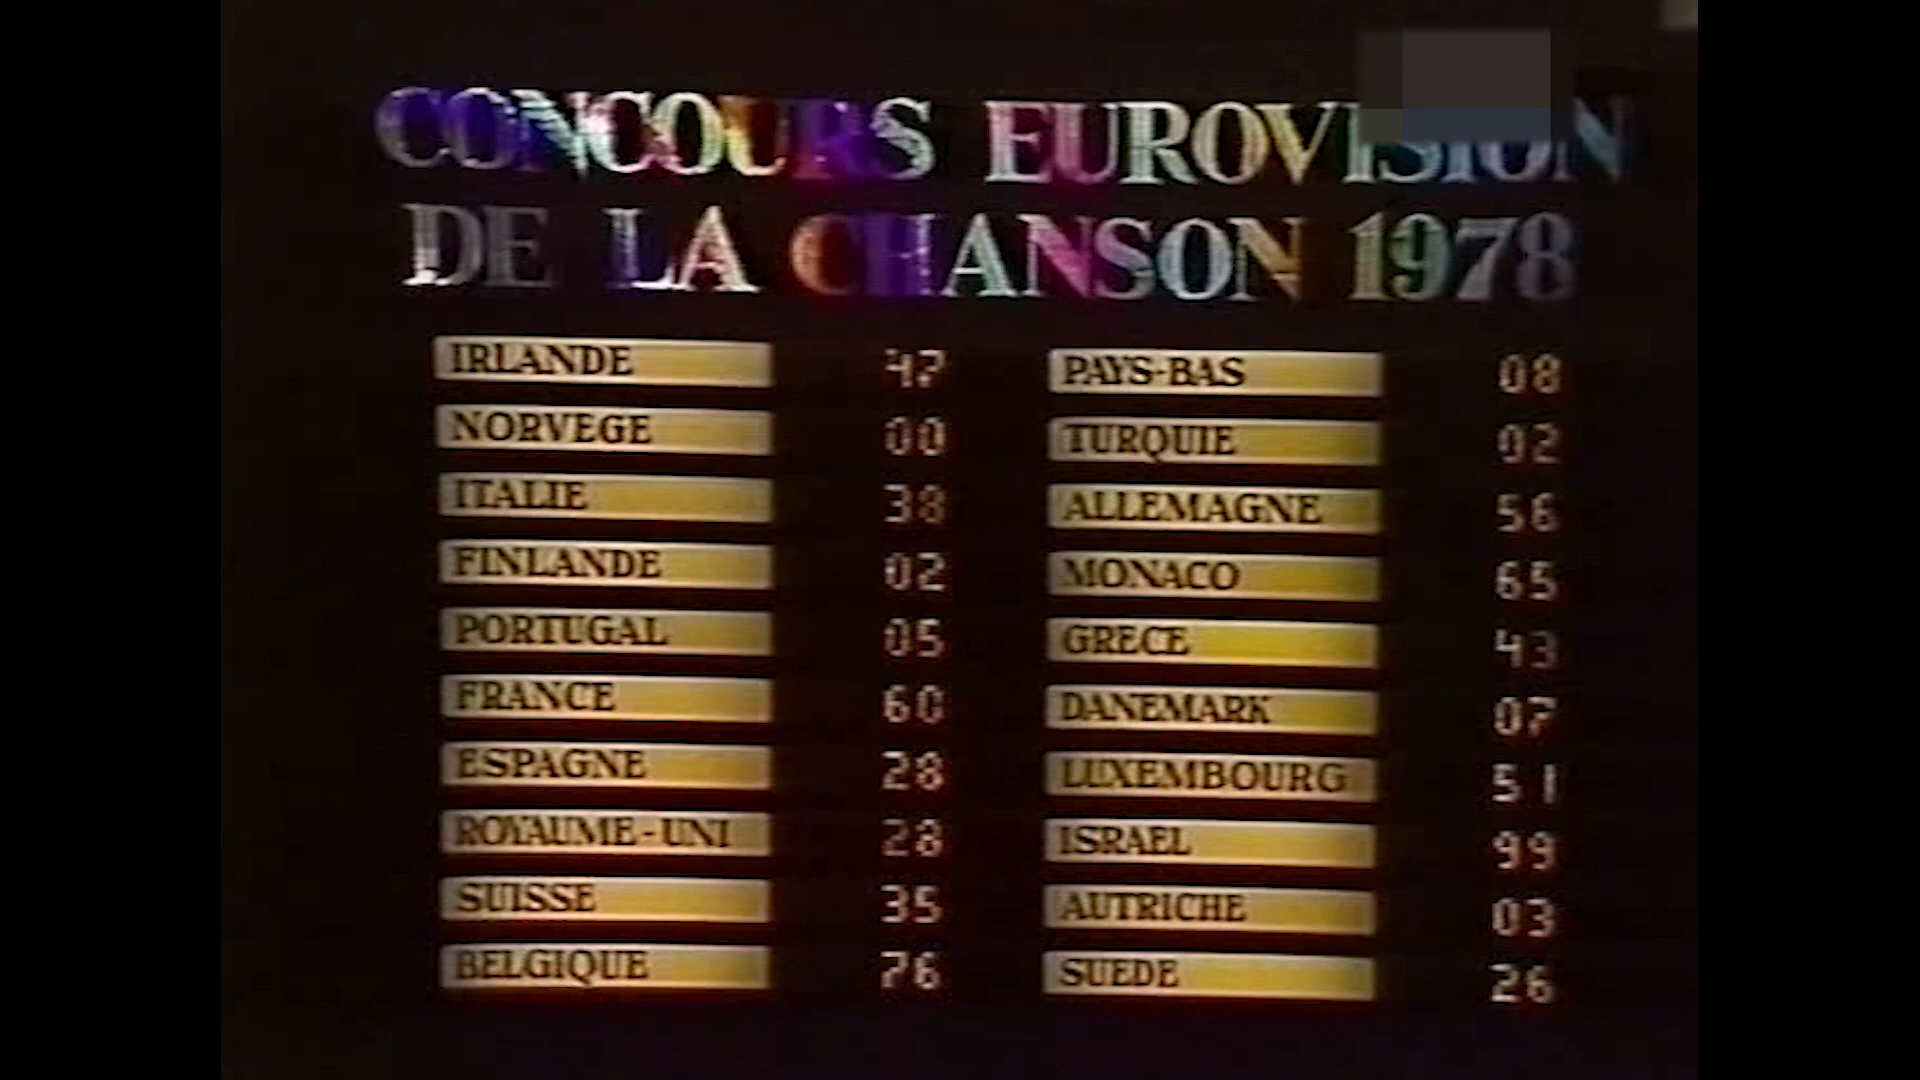 CONCOURS EUROVISION
DE LA CHANSON 1978
IRLANDE 47
NORVEGE 00
ITALIE 38
FINLANDE 02
PORTUGAL 05
FRANCE 60
ESPAGNE 28
ROYAUME-UNI 28
SUISSE 35
BELGIQUE 76
PAYS-BAS 08
TURQUIE 02
ALLEMAGNE 56
MONACO 65
GRECE 43
DANEMARK 07
LUXEMBOURG 51
ISRAEL 99
AUTRICHE 03
SUEDE 26